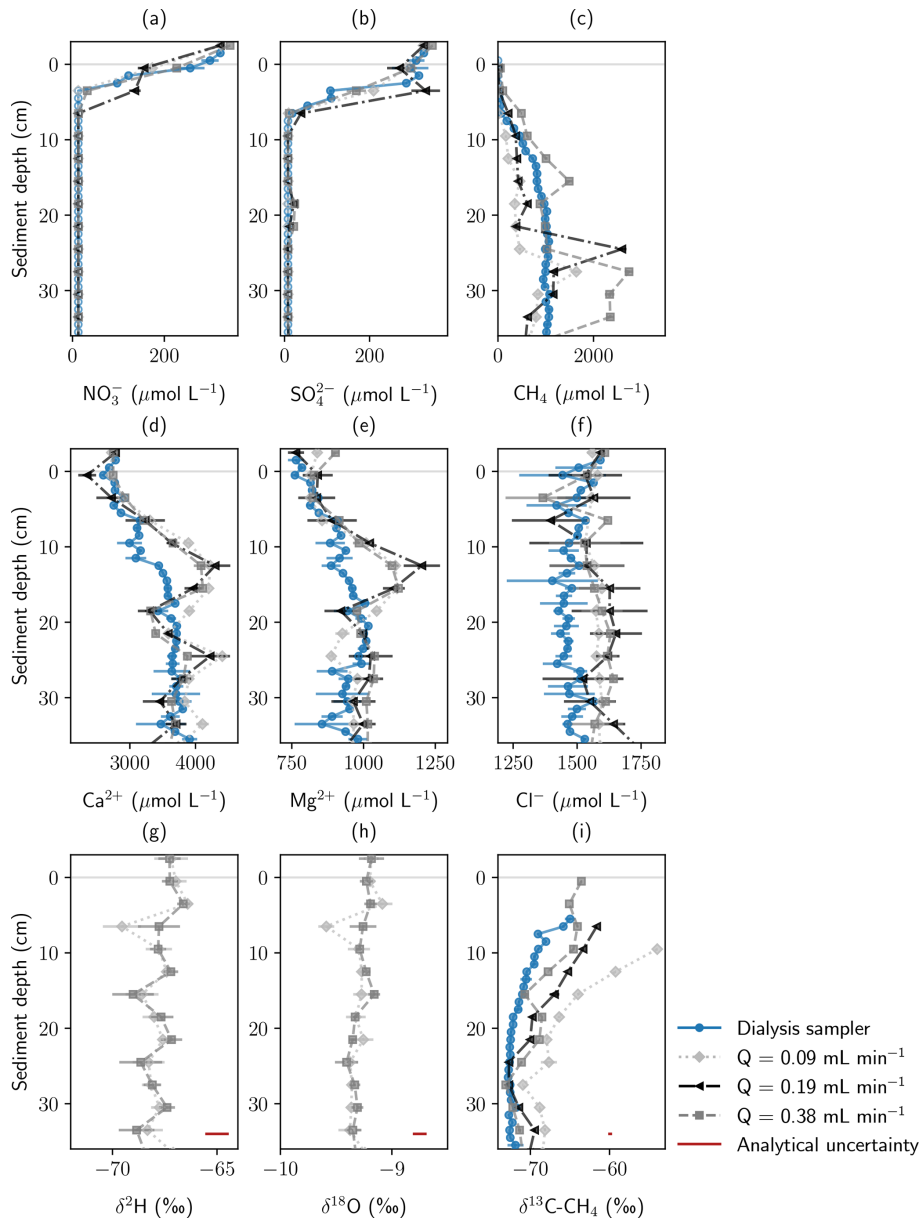 (a) (b) (c)
Sediment depth (cm)
0
10
20
30
0 200 0 200 0 2000
NO₃⁻ (μmol L⁻¹) SO₄²⁻ (μmol L⁻¹) CH₄ (μmol L⁻¹)
(d) (e) (f)
Sediment depth (cm)
0
10
20
30
3000 4000 750 1000 1250 1250 1500 1750
Ca²⁺ (μmol L⁻¹) Mg²⁺ (μmol L⁻¹) Cl⁻ (μmol L⁻¹)
(g) (h) (i)
Sediment depth (cm)
0
10
20
30
−70 −65 −10 −9 −70 −60
δ²H (‰) δ¹⁸O (‰) δ¹³C-CH₄ (‰)
Dialysis sampler
Q = 0.09 mL min⁻¹
Q = 0.19 mL min⁻¹
Q = 0.38 mL min⁻¹
Analytical uncertainty